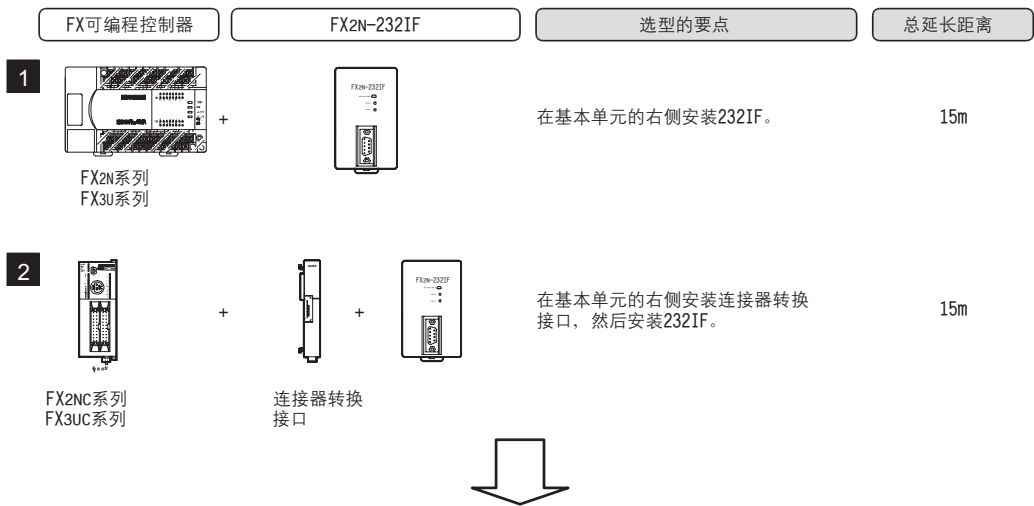 FX可编程控制器
FX2N-232IF
选型的要点
总延长距离
1
FX2N-232IF
+
在基本单元的右侧安装232IF。
15m
FX2N系列
FX3U系列
2
FX2N-232IF
+
+
在基本单元的右侧安装连接器转换
接口，然后安装232IF。
15m
FX2NC系列
FX3UC系列
连接器转换
接口